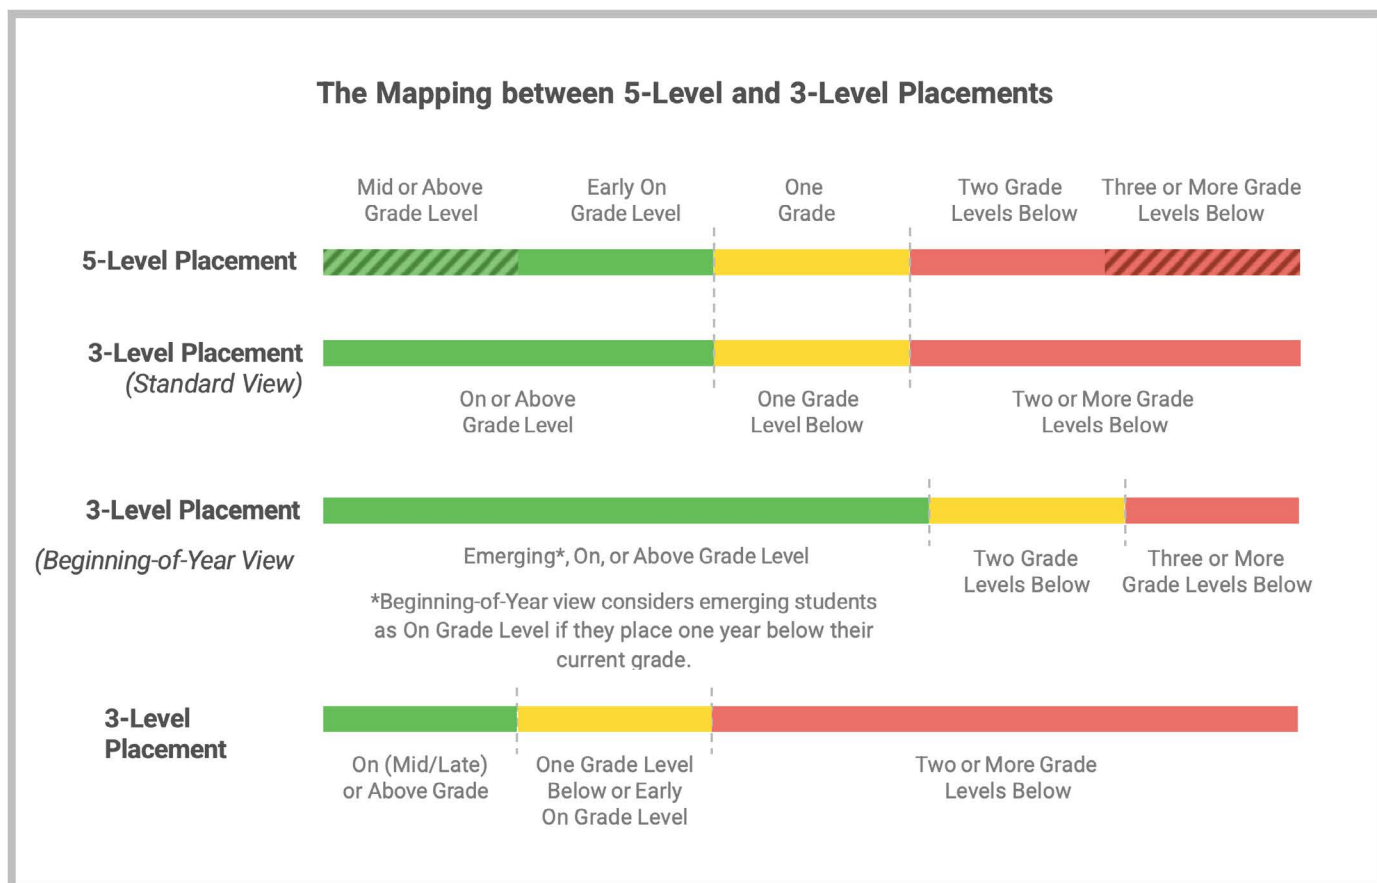 The Mapping between 5-Level and 3-Level Placements
Mid or Above
Grade Level
Early On
Grade Level
One
Grade
Two Grade
Levels Below
Three or More Grade
Levels Below
5-Level Placement
3-Level Placement
(Standard View)
On or Above
Grade Level
One Grade
Level Below
Two or More Grade
Levels Below
3-Level Placement
(Beginning-of-Year View
Emerging*, On, or Above Grade Level
*Beginning-of-Year view considers emerging students
as On Grade Level if they place one year below their
current grade.
Two Grade
Levels Below
Three or More
Grade Levels Below
3-Level
Placement
On (Mid/Late)
or Above Grade
One Grade Level
Below or Early
On Grade Level
Two or More Grade
Levels Below